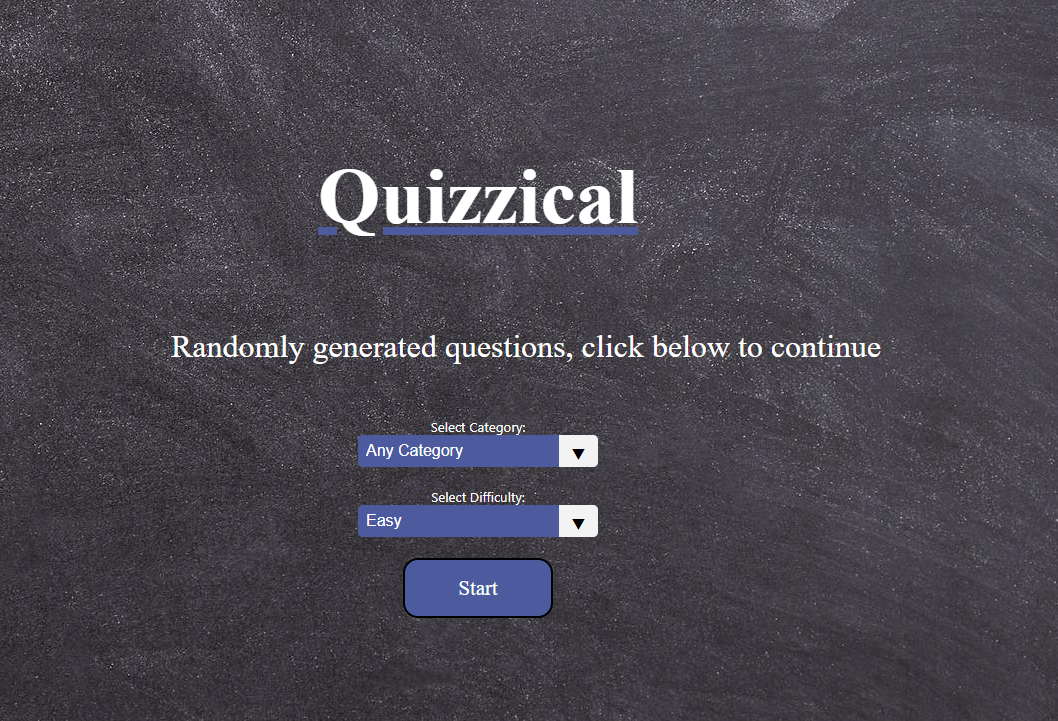 Quizzical
Randomly generated questions, click below to continue
Select Category:
Any Category
Select Difficulty:
Easy
Start